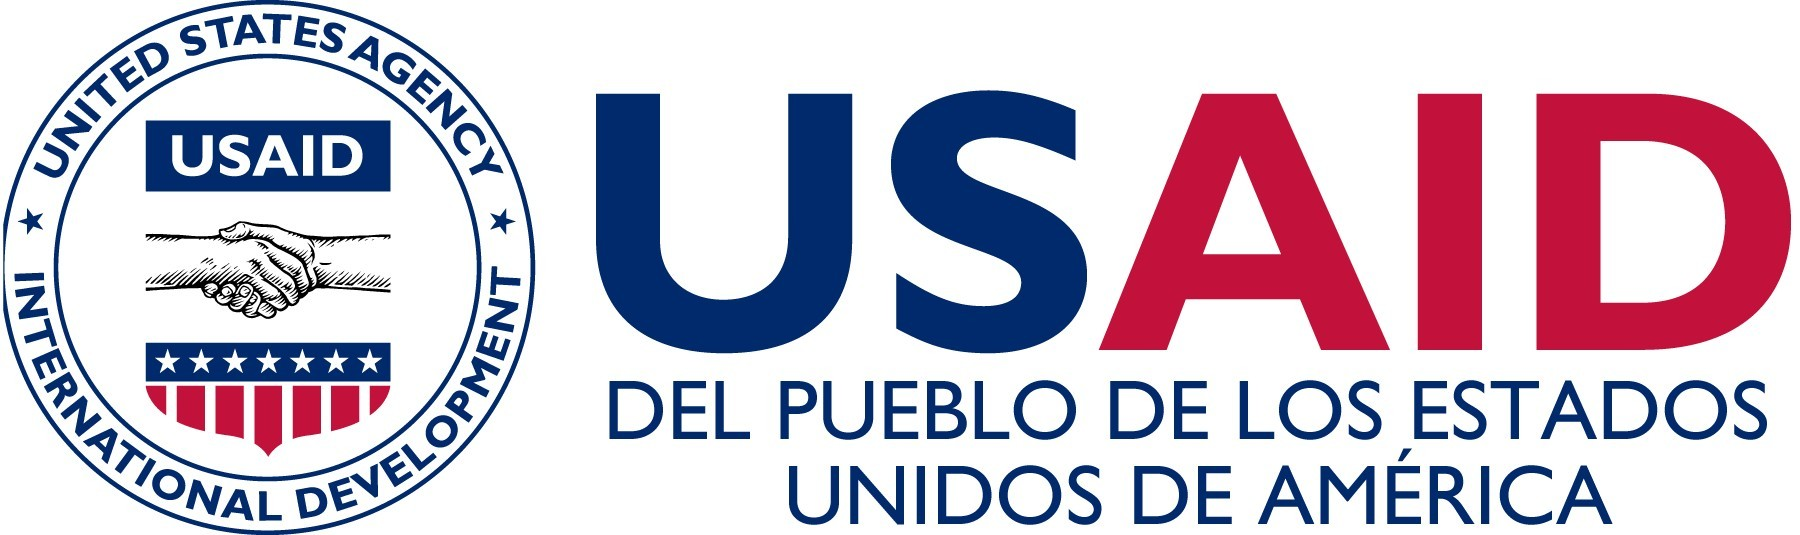 UNITED STATES AGENCY
USAID
INTERNATIONAL DEVELOPMENT
USAID
DEL PUEBLO DE LOS ESTADOS
UNIDOS DE AMÉRICA